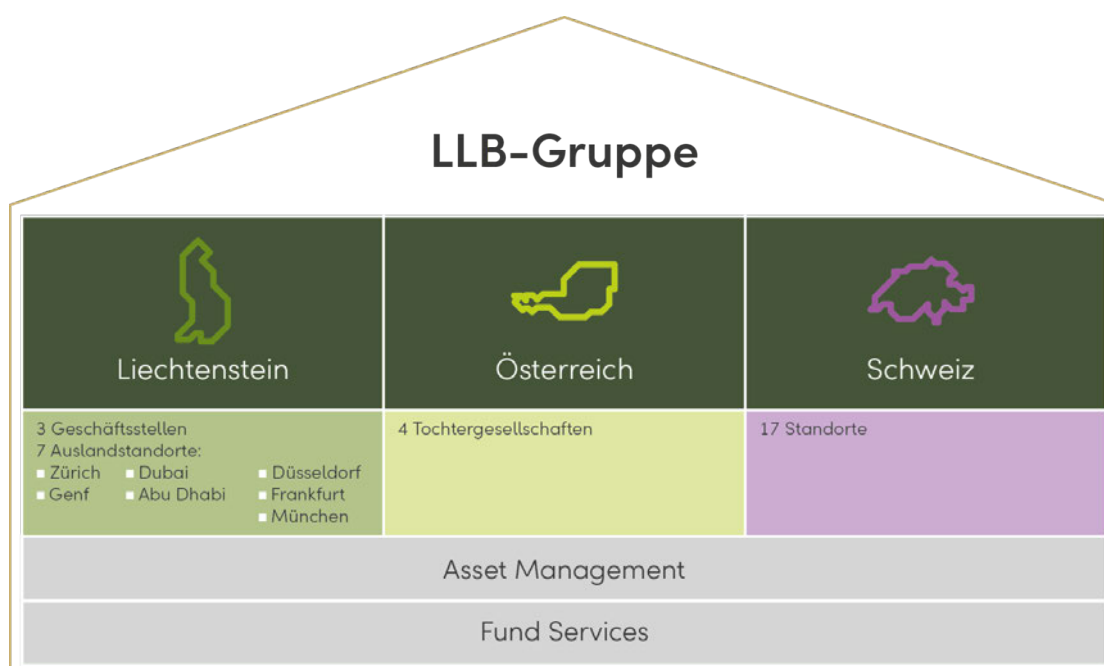 LLB-Gruppe
Liechtenstein
Österreich
Schweiz
3 Geschäftsstellen
7 Auslandstandorte:
Zürich
Genf
Dubai
Abu Dhabi
Düsseldorf
Frankfurt
München
4 Tochtergesellschaften
17 Standorte
Asset Management
Fund Services